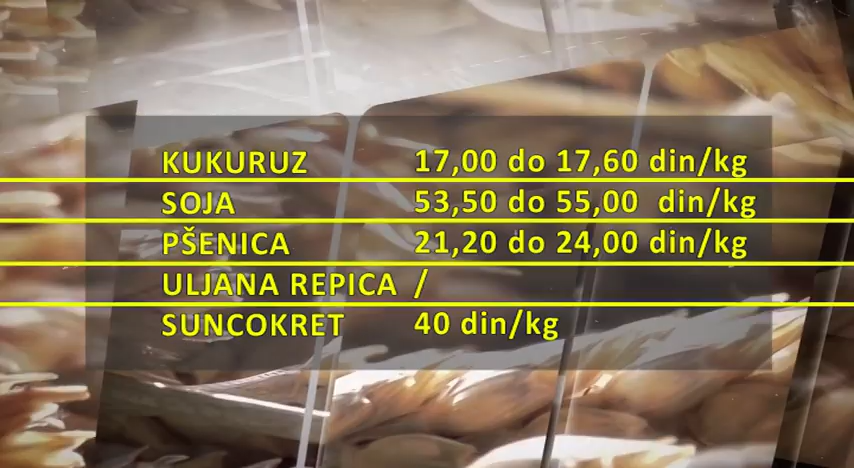 KUKURUZ 17,00 do 17,60 din/kg
SOJA 53,50 do 55,00 din/kg
PŠENICA 21,20 do 24,00 din/kg
ULJANA REPICA /
SUNCOKRET 40 din/kg